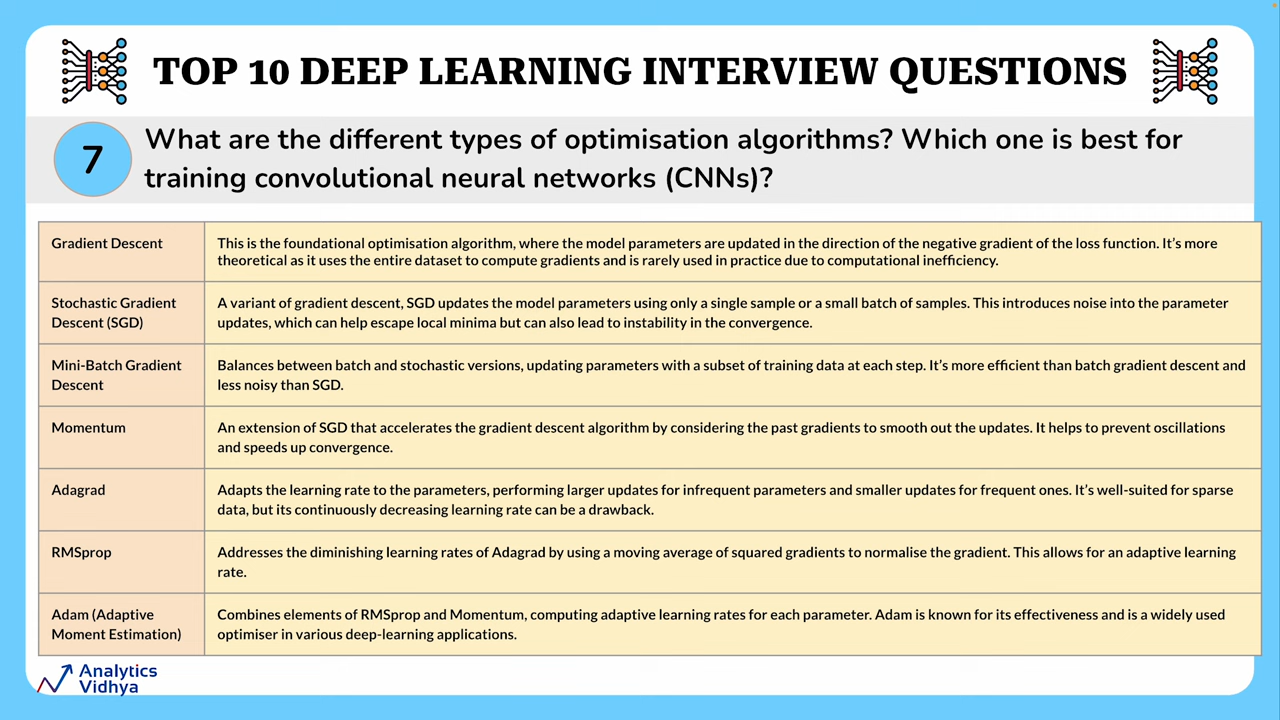 TOP 10 DEEP LEARNING INTERVIEW QUESTIONS
7
What are the different types of optimisation algorithms? Which one is best for
training convolutional neural networks (CNNs)?
Gradient Descent
This is the foundational optimisation algorithm, where the model parameters are updated in the direction of the negative gradient of the loss function. It's more
theoretical as it uses the entire dataset to compute gradients and is rarely used in practice due to computational inefficiency.
Stochastic Gradient
Descent (SGD)
A variant of gradient descent, SGD updates the model parameters using only a single sample or a small batch of samples. This introduces noise into the parameter
updates, which can help escape local minima but can also lead to instability in the convergence.
Mini-Batch Gradient
Descent
Balances between batch and stochastic versions, updating parameters with a subset of training data at each step. It's more efficient than batch gradient descent and
less noisy than SGD.
Momentum
An extension of SGD that accelerates the gradient descent algorithm by considering the past gradients to smooth out the updates. It helps to prevent oscillations
and speeds up convergence.
Adagrad
Adapts the learning rate to the parameters, performing larger updates for infrequent parameters and smaller updates for frequent ones. It's well-suited for sparse
data, but its continuously decreasing learning rate can be a drawback.
RMSprop
Addresses the diminishing learning rates of Adagrad by using a moving average of squared gradients to normalise the gradient. This allows for an adaptive learning
rate.
Adam (Adaptive
Moment Estimation)
Combines elements of RMSprop and Momentum, computing adaptive learning rates for each parameter. Adam is known for its effectiveness and is a widely used
optimiser in various deep-learning applications.
Analytics
Vidhya